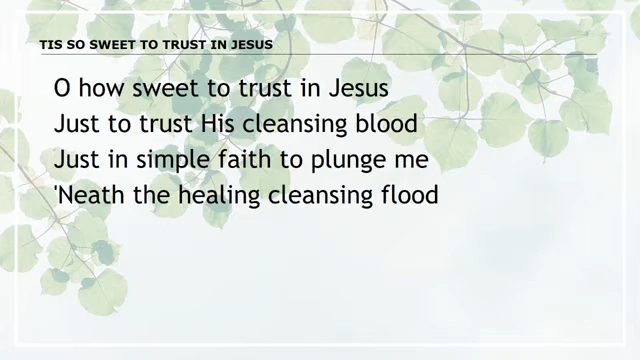 TIS SO SWEET TO TRUST IN JESUS
O how sweet to trust in Jesus
Just to trust His cleansing blood
Just in simple faith to plunge me
'Neath the healing cleansing flood